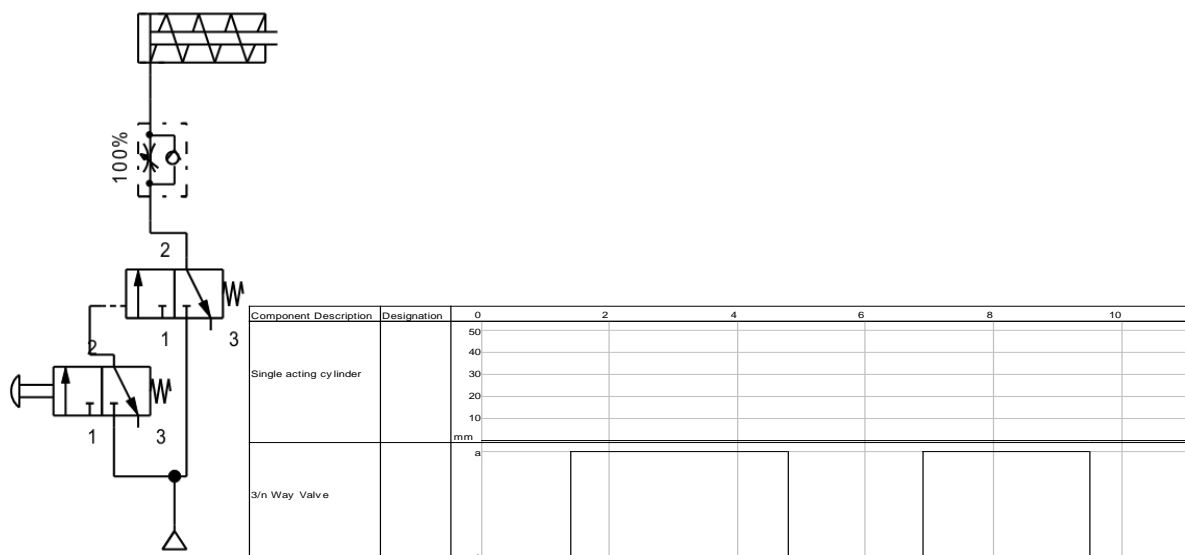 100%
2
1
3
2
1
3
Component Description Designation 0 2 4 6 8 10
50
40
Single acting cylinder 30
20
10
mm
a
3/n Way Valve